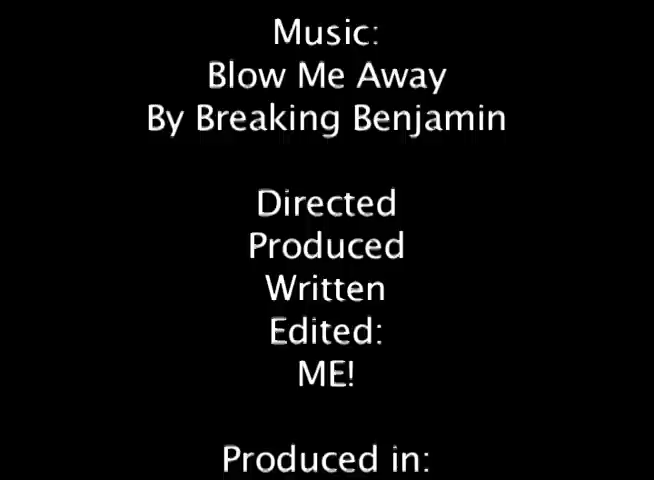 Music:
Blow Me Away
By Breaking Benjamin
Directed
Produced
Written
Edited:
ME!
Produced in: